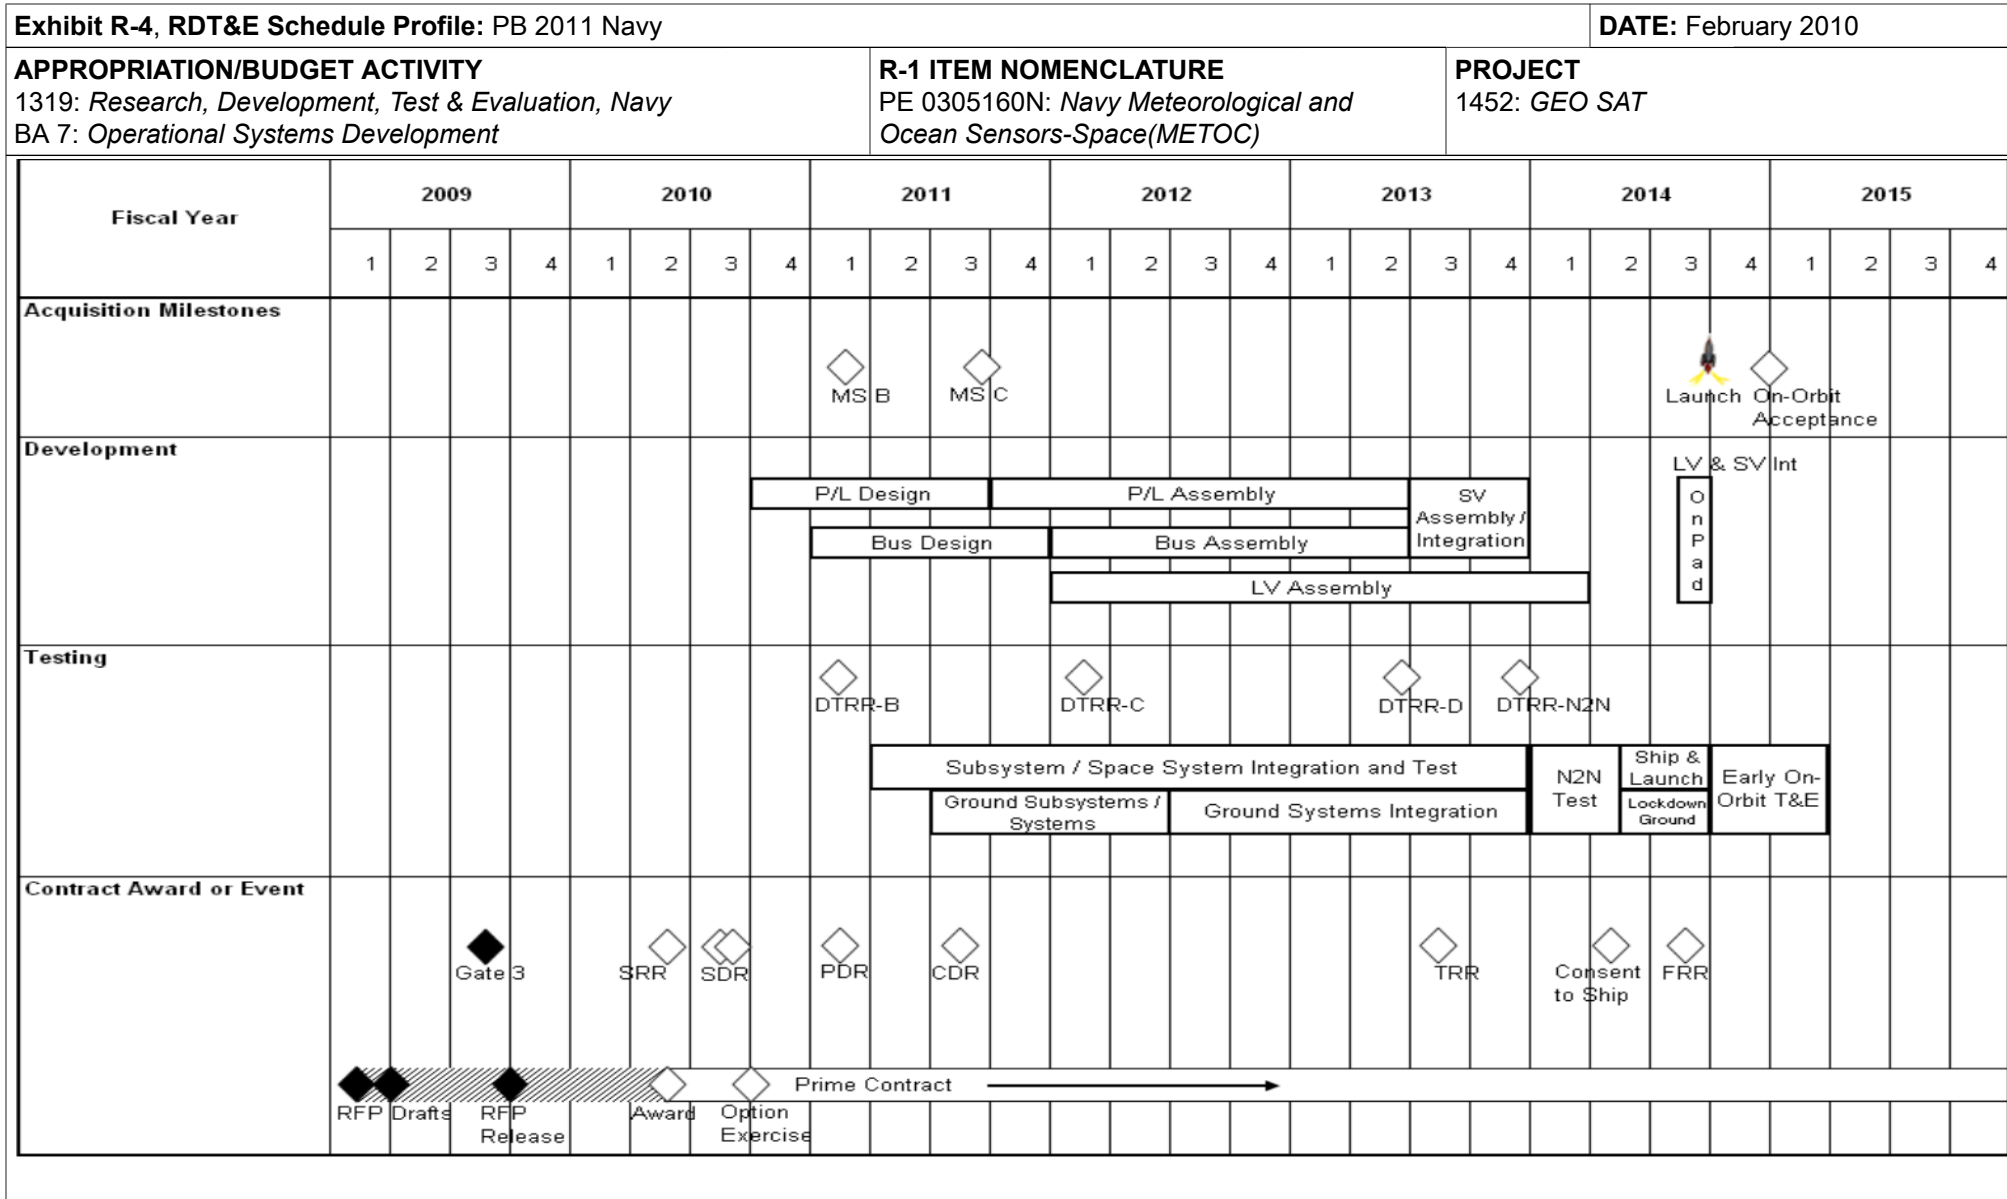 Exhibit R-4, RDT&E Schedule Profile: PB 2011 Navy
DATE: February 2010
APPROPRIATION/BUDGET ACTIVITY
1319: Research, Development, Test & Evaluation, Navy
BA 7: Operational Systems Development
R-1 ITEM NOMENCLATURE
PE 0305160N: Navy Meteorological and
Ocean Sensors-Space(METOC)
PROJECT
1452: GEO SAT
Fiscal Year
2009 2010 2011 2012 2013 2014 2015
1 2 3 4 1 2 3 4 1 2 3 4 1 2 3 4 1 2 3 4 1 2 3 4 1 2 3 4
Acquisition Milestones
MS B
MS C
Launch
On-Orbit
Acceptance
Development
LV & SV Int
P/L Design
P/L Assembly
SV
Assembly /
Integration
Bus Design
Bus Assembly
LV Assembly
O
n
P
a
d
Testing
DTRR-B
DTRR-C
DTRR-D
DTRR-N2N
Subsystem / Space System Integration and Test
Ground Subsystems /
Systems
Ground Systems Integration
N2N
Test
Ship &
Launch
Lockdown
Ground
Early On-
Orbit T&E
Contract Award or Event
Gate 3
SRR
SDR
PDR
CDR
TRR
Consent
to Ship
FRR
Prime Contract
RFP Drafts
RFP
Release
Award
Option
Exercise